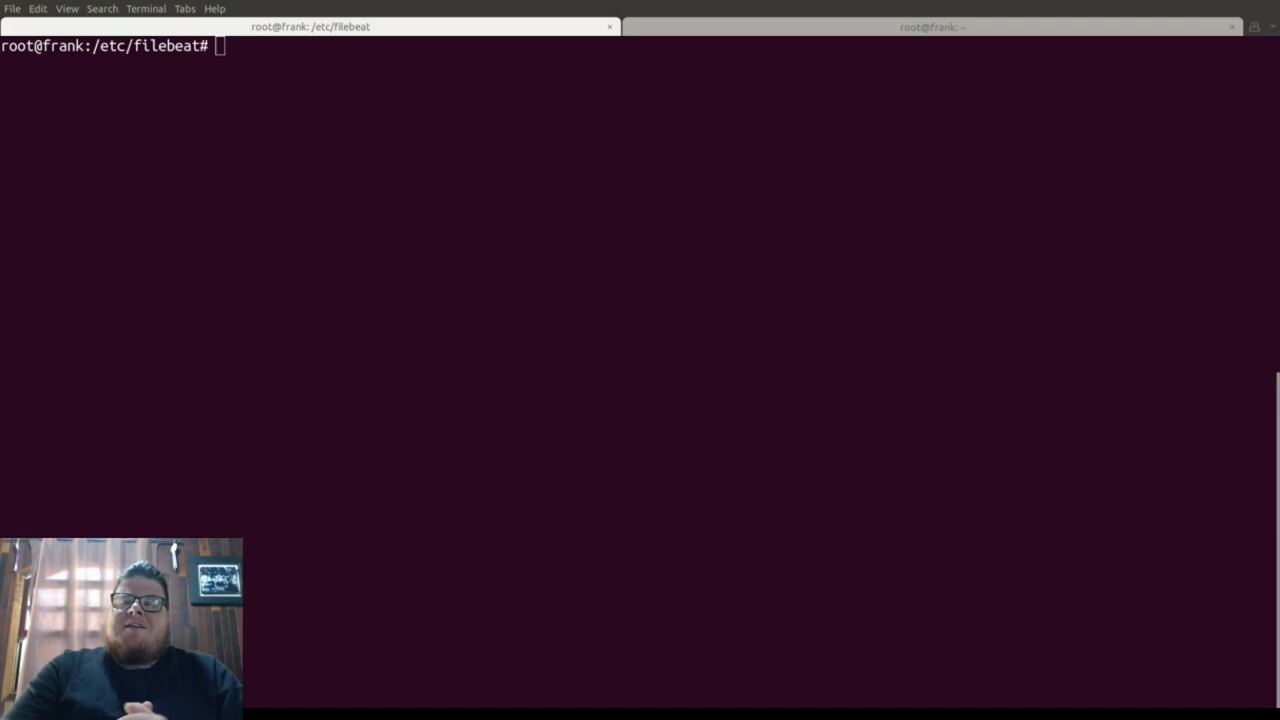 File Edit View Search Terminal Tabs Help
root@frank: /etc/filebeat × root@frank: ~ ×
root@frank:/etc/filebeat#